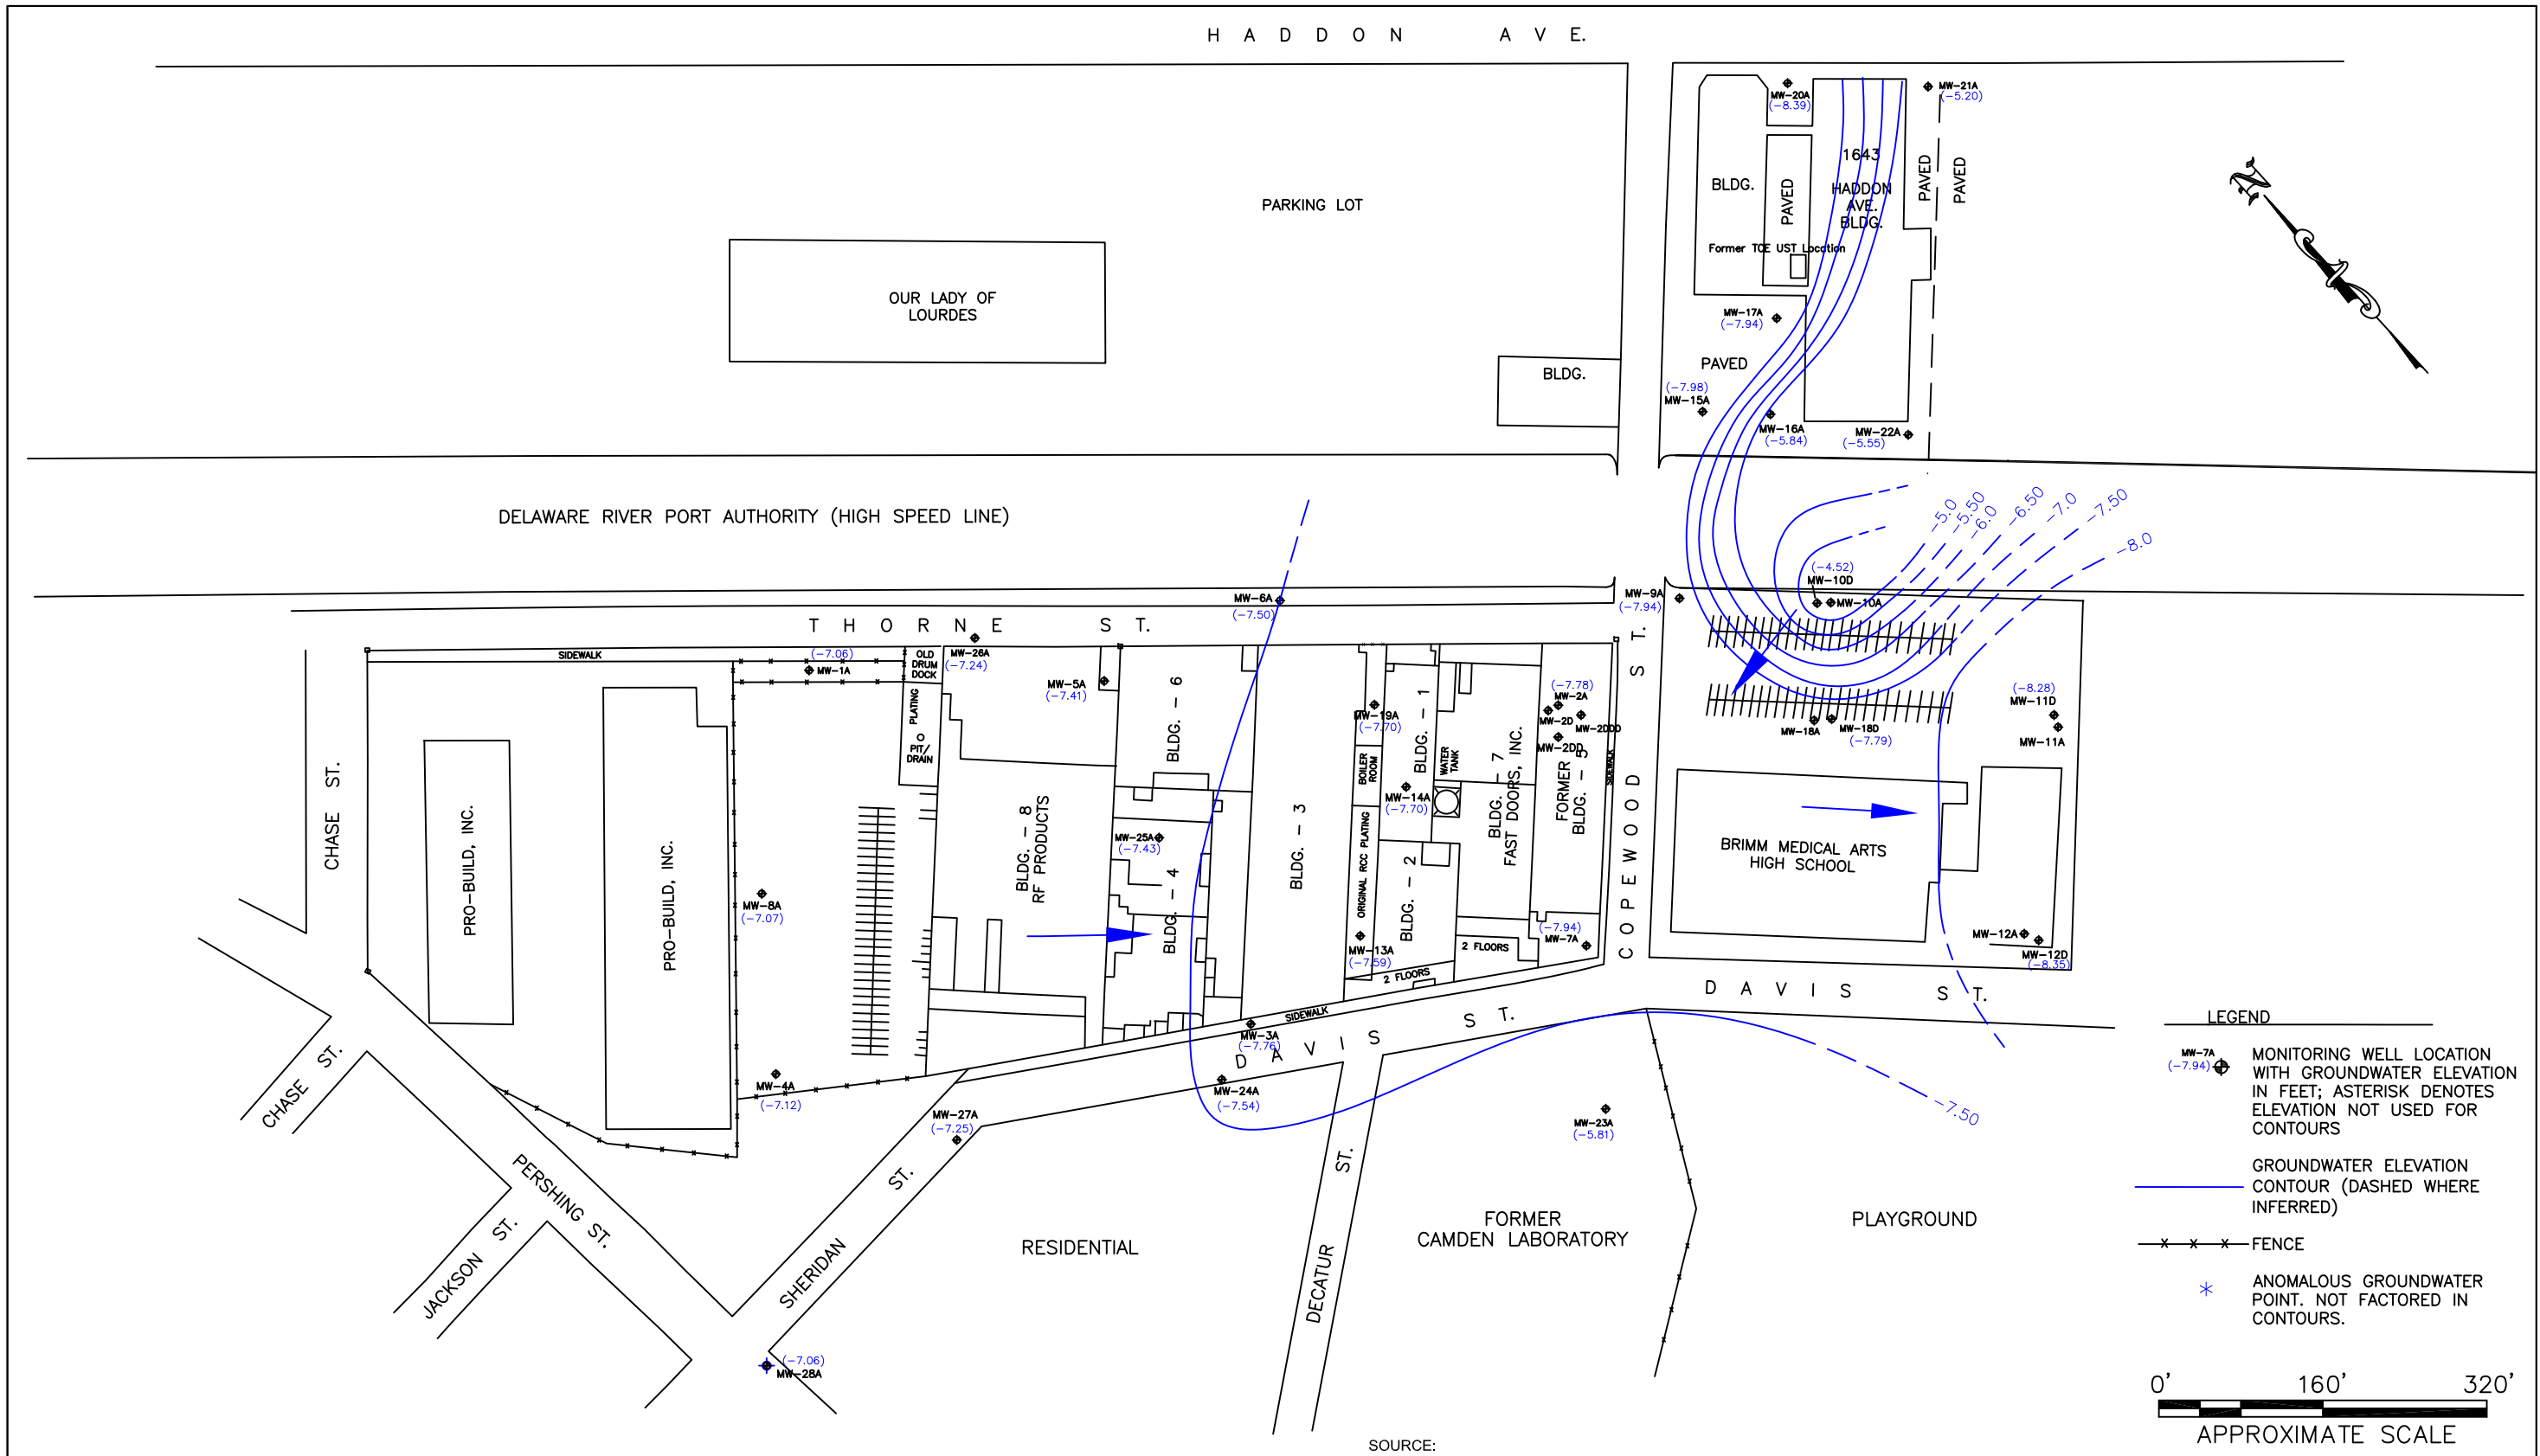 HADDON AVE.
MW-20A
(-8.39)
MW-21A
(-5.20)
1643
HADDON
AVE.
BLDG.
BLDG.
PAVED
PAVED
PAVED
N
Former TCE UST Location
PARKING LOT
OUR LADY OF
LOURDES
MW-17A
(-7.94)
PAVED
BLDG.
(-7.98)
MW-15A
MW-16A
(-5.84)
MW-22A
(-5.55)
DELAWARE RIVER PORT AUTHORITY (HIGH SPEED LINE)
-5.0
-5.50
-6.0
-6.50
-7.0
-7.50
-8.0
(-4.52)
MW-10D
MW-10A
MW-9A
(-7.94)
MW-6A
(-7.50)
THORNE ST.
SIDEWALK
(-7.06)
MW-1A
OLD
DRUM
DOCK
MW-26A
(-7.24)
PLATING
PIT/
DRAIN
MW-5A
(-7.41)
BLDG. - 6
MW-19A
(-7.70)
BLDG. - 1
BOILER
ROOM
WATER
TANK
MW-14A
(-7.70)
(-7.78)
MW-2A
MW-2D
MW-2DDD
MW-2DD
FORMER
BLDG. - 5
BLDG. - 7
FAST DOORS, INC.
SIDEWALK
COPEWOOD ST.
MW-18A
MW-18D
(-7.79)
(-8.28)
MW-11D
MW-11A
CHASE ST.
PRO-BUILD, INC.
PRO-BUILD, INC.
BLDG. - 8
RF PRODUCTS
MW-25A
(-7.43)
BLDG. - 4
BLDG. - 3
ORIGINAL RCC PLATING
BLDG. - 2
BRIMM MEDICAL ARTS
HIGH SCHOOL
MW-8A
(-7.07)
MW-13A
(-7.59)
2 FLOORS
2 FLOORS
(-7.94)
MW-7A
MW-12A
MW-12D
(-8.35)
DAVIS ST.
SIDEWALK
MW-3A
(-7.76)
DAVIS ST.
MW-4A
(-7.12)
MW-24A
(-7.54)
MW-27A
(-7.25)
MW-23A
(-5.81)
-7.50
CHASE ST.
PERSHING ST.
JACKSON ST.
SHERIDAN ST.
RESIDENTIAL
DECATUR ST.
FORMER
CAMDEN LABORATORY
PLAYGROUND
(-7.06)
MW-28A
LEGEND
MW-7A
(-7.94)
MONITORING WELL LOCATION
WITH GROUNDWATER ELEVATION
IN FEET; ASTERISK DENOTES
ELEVATION NOT USED FOR
CONTOURS
GROUNDWATER ELEVATION
CONTOUR (DASHED WHERE
INFERRED)
FENCE
ANOMALOUS GROUNDWATER
POINT. NOT FACTORED IN
CONTOURS.
0' 160' 320'
APPROXIMATE SCALE
SOURCE: